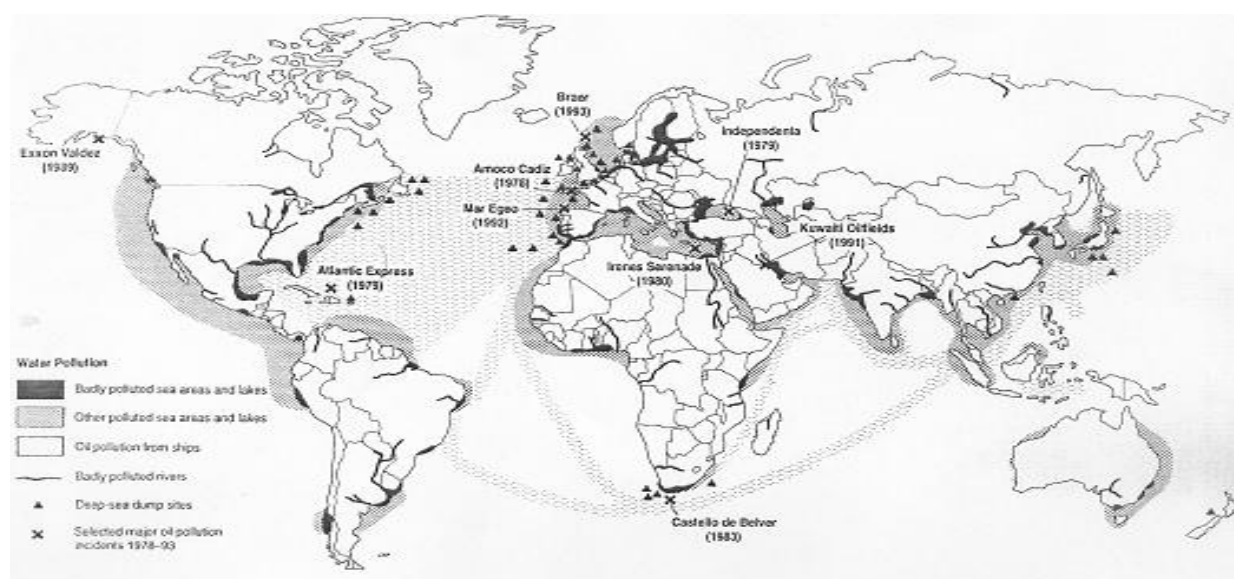 Braer
(1993)
Exxon Valdez
(1939)
Independenta
(1979)
Amoco Cadiz
(1978)
Mar Egeo
(1992)
Kuwaiti Oilfields
(1991)
Atlantic Express
(1979)
Irenes Serenade
(1980)
Castello de Belver
(1983)
Water Pollution
Badly polluted sea areas and lakes
Other polluted sea areas and lakes
Oil pollution from ships
Badly polluted rivers
Deep-sea dump sites
Selected major oil pollution
incidents 1978–93